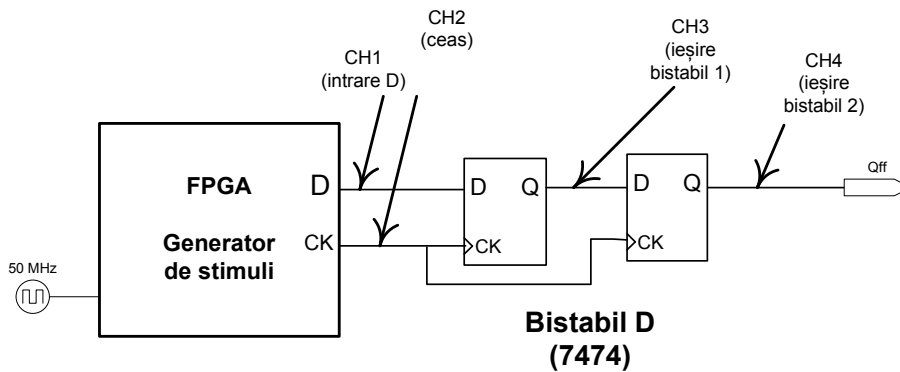 CH2
(ceas)
CH1
(intrare D)
CH3
(ieșire
bistabil 1)
CH4
(ieșire
bistabil 2)
FPGA
Generator
de stimuli
D
CK
50 MHz
D
Q
CK
D
Q
CK
Qff
Bistabil D
(7474)